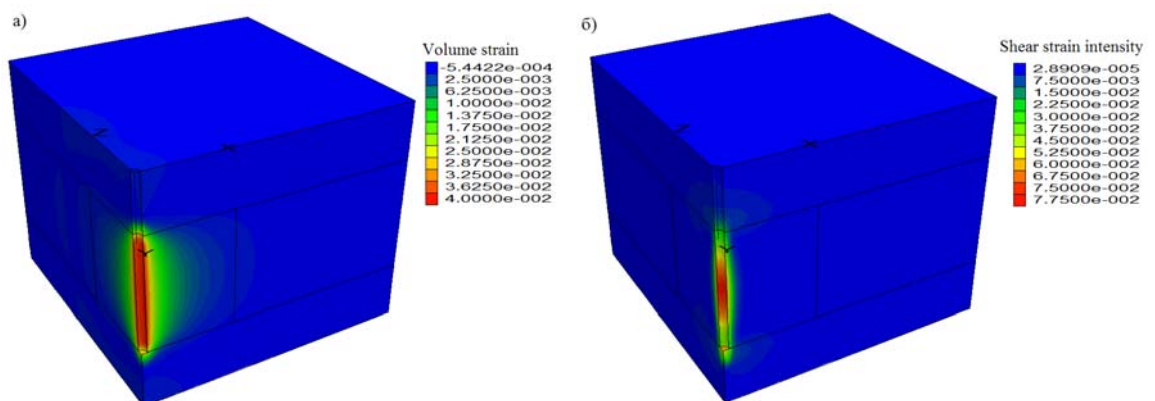 а)
Volume strain
-5.4422e-004
2.5000e-003
6.2500e-003
1.0000e-002
1.3750e-002
1.7500e-002
2.1250e-002
2.5000e-002
2.8750e-002
3.2500e-002
3.6250e-002
4.0000e-002
б)
Shear strain intensity
2.8909e-005
7.5000e-003
1.5000e-002
2.2500e-002
3.0000e-002
3.7500e-002
4.5000e-002
5.2500e-002
6.0000e-002
6.7500e-002
7.5000e-002
7.7500e-002